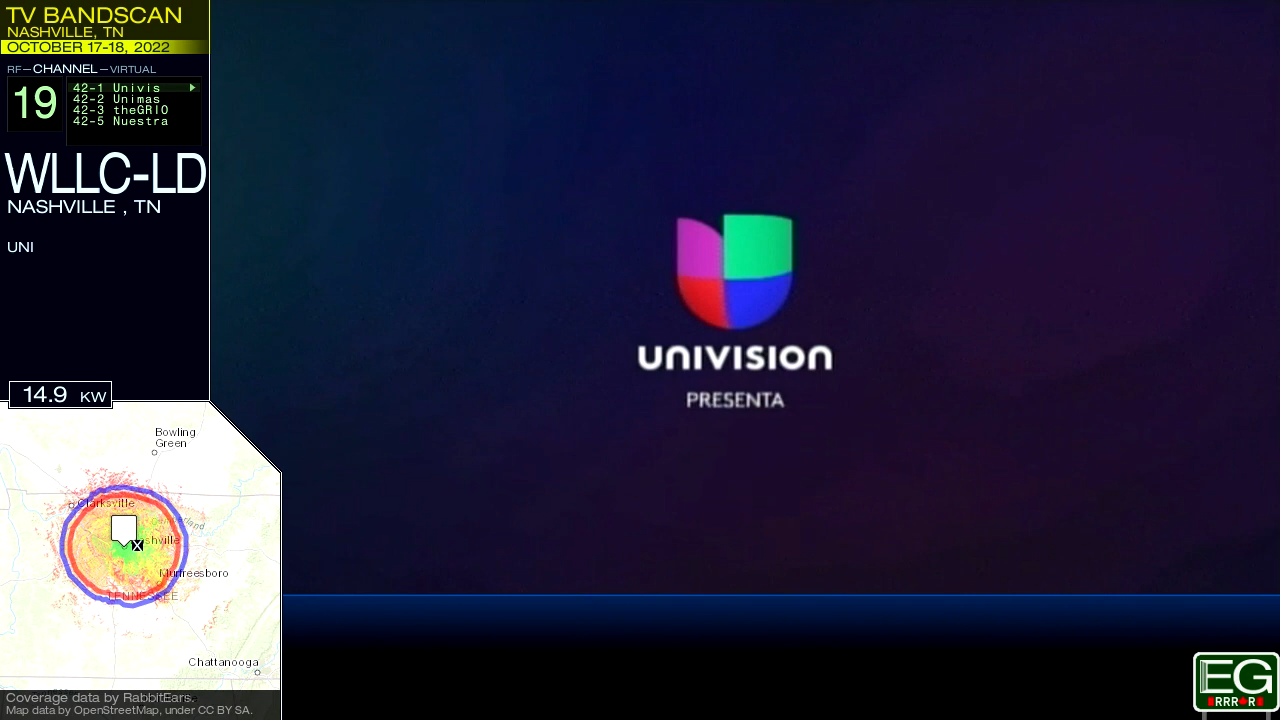 TV BANDSCAN
NASHVILLE, TN
OCTOBER 17-18, 2022
RF—CHANNEL—VIRTUAL
19
42-1 Univis
42-2 Unimas
42-3 theGRIO
42-5 Nuestra
WLLC-LD
NASHVILLE , TN
UNI
14.9 KW
UNIVISION
PRESENTA
Bowling
Green
Clarksville
Cumberland
shville
Murfreesboro
TENNESSEE
Chattanooga
Coverage data by RabbitEars.
Map data by OpenStreetMap, under CC BY SA.
EG